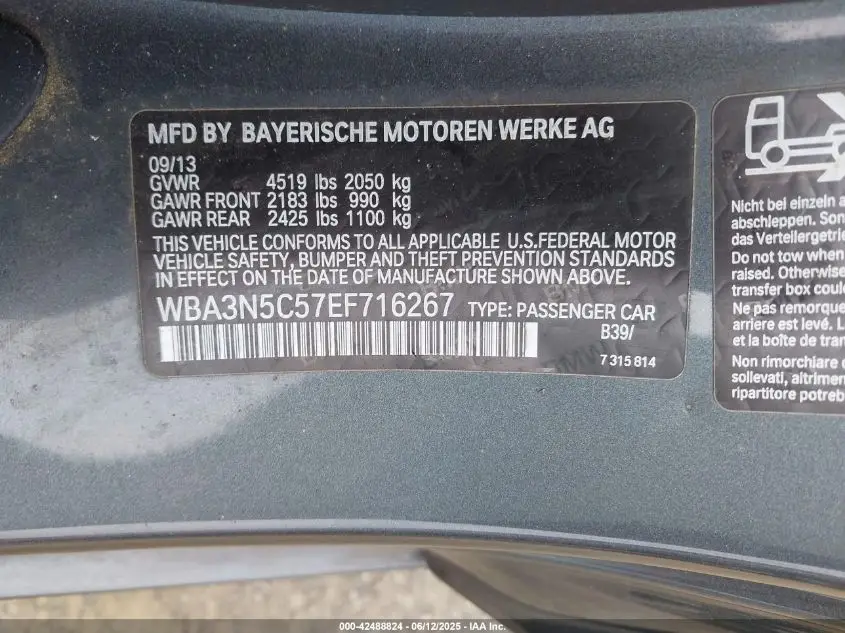 MFD BY BAYERISCHE MOTOREN WERKE AG
09/13
GVWR 4519 lbs 2050 kg
GAWR FRONT 2183 lbs 990 kg
GAWR REAR 2425 lbs 1100 kg
THIS VEHICLE CONFORMS TO ALL APPLICABLE U.S.FEDERAL MOTOR
VEHICLE SAFETY, BUMPER AND THEFT PREVENTION STANDARDS
IN EFFECT ON THE DATE OF MANUFACTURE SHOWN ABOVE.
WBA3N5C57EF716267 TYPE: PASSENGER CAR
B39/
7 315 814
Nicht bei einzeln a
abschleppen. Son
das Verteilergetrie
Do not tow when
raised. Otherwise
transfer box coul
Ne pas remorque
arriere est levé.
et la boîte de tran
Non rimorchiare
sollevati, altrimen
ripartitore potreb
000-42488824 - 06/12/2025 - IAA Inc.